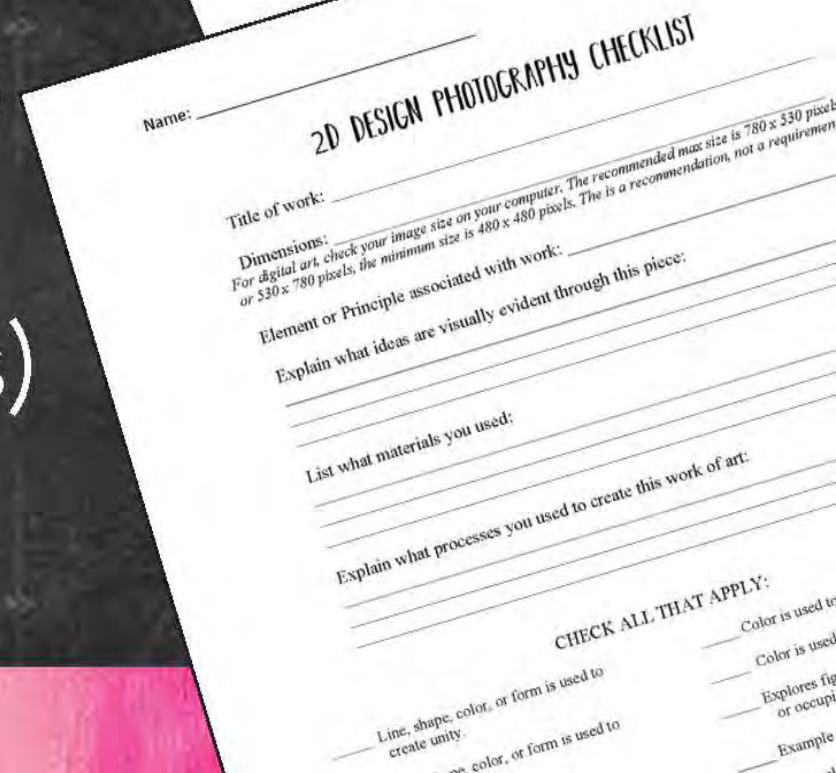 s)
Name:
2D DESIGN PHOTOGRAPHY CHECKLIST
Title of work:
Dimensions:
For digital art, check your image size on your computer. The recommended max size is 780 x 530 pixels
or 530 x 780 pixels, the minimum size is 480 x 480 pixels. The is a recommendation, not a requirement
Element or Principle associated with work:
Explain what ideas are visually evident through this piece:
List what materials you used:
Explain what processes you used to create this work of art:
CHECK ALL THAT APPLY:
Line, shape, color, or form is used to
create unity.
color, or form is used to
Color is used to
Color is used
Explores
or
Example